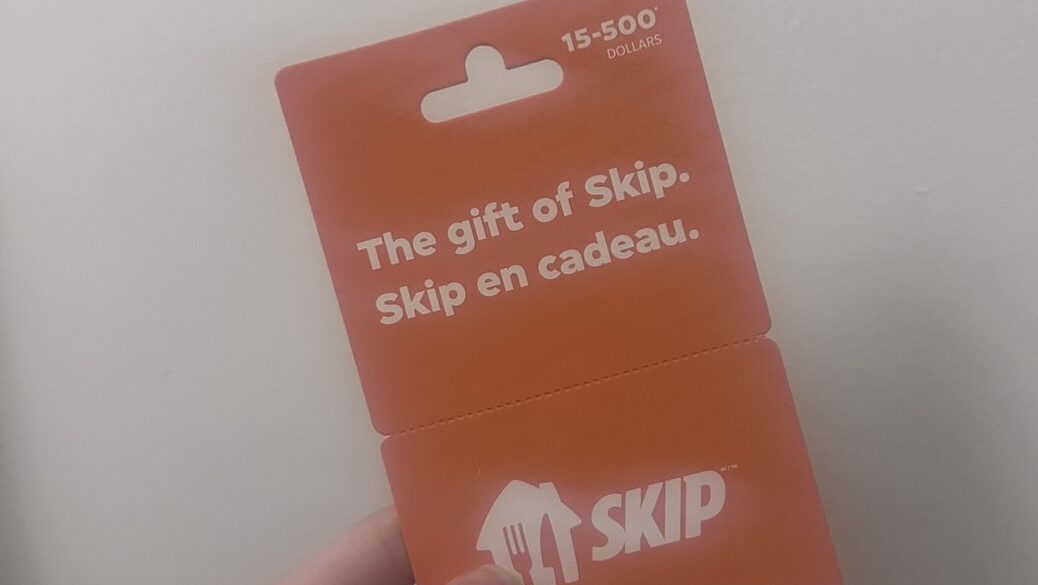 15-500*
DOLLARS
The gift of Skip.
Skip en cadeau.
SKIP